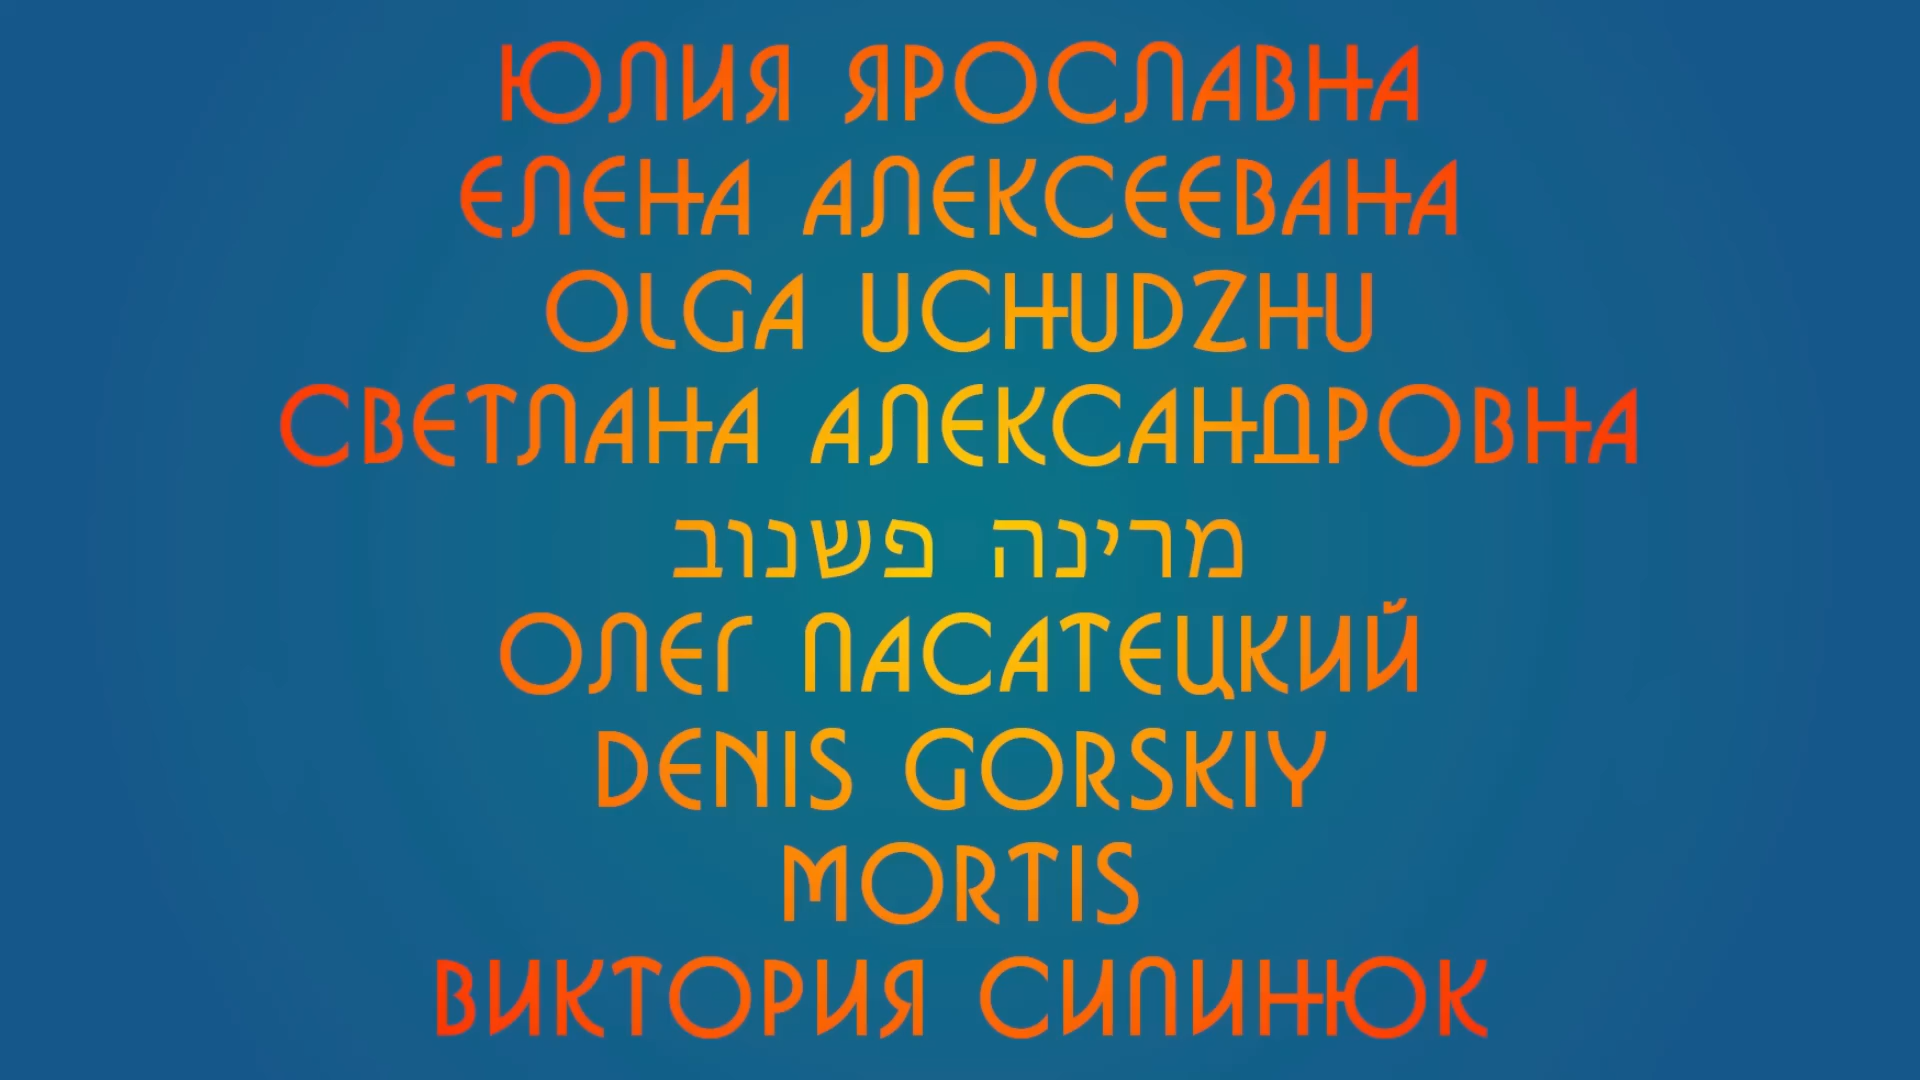 ЮЛИЯ ЯРОСЛАВНА
ЕЛЕНА АЛЕКСЕЕВАНА
OLGA UCHUDZHU
СВЕТЛАНА АЛЕКСАНДРОВНА
מרינה פשנוב
ОЛЕГ ПАСАТЕЦКИЙ
DENIS GORSKIY
MORTIS
ВИКТОРИЯ СИПИНЮК